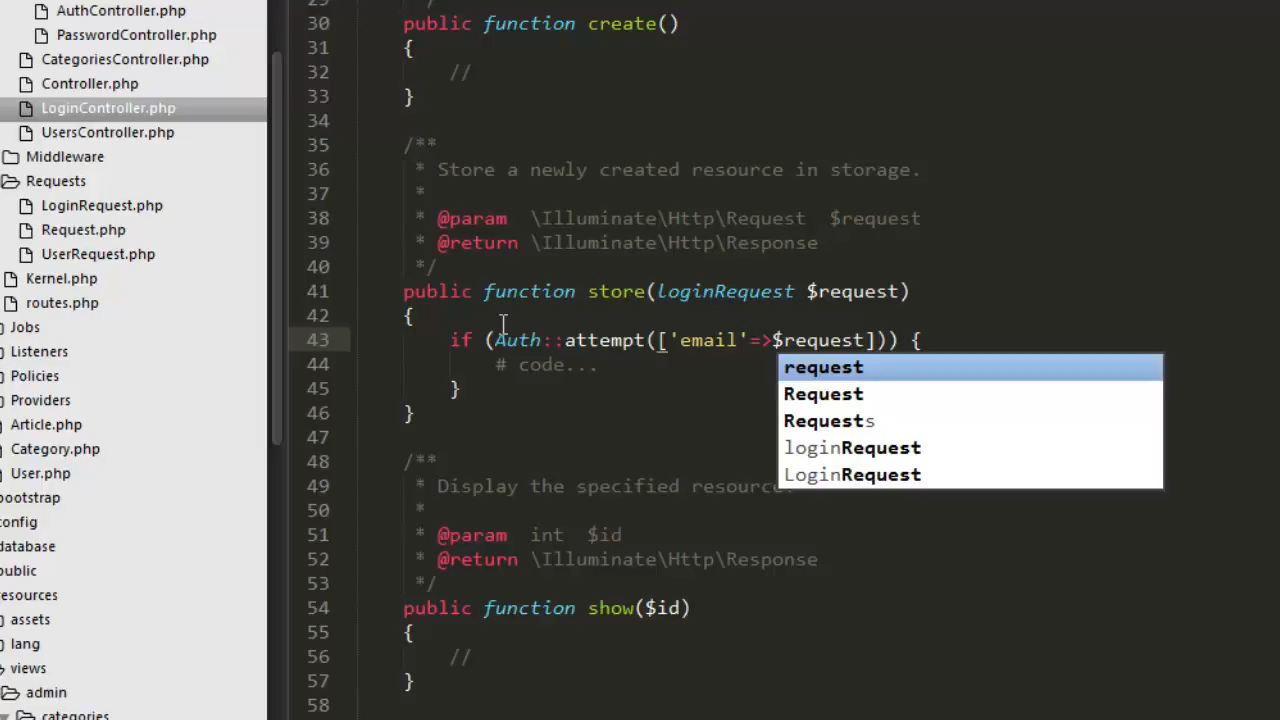 AuthController.php
PasswordController.php
CategoriesController.php
Controller.php
LoginController.php
UsersController.php
Middleware
Requests
LoginRequest.php
Request.php
UserRequest.php
Kernel.php
routes.php
Jobs
Listeners
Policies
Providers
Article.php
Category.php
User.php
bootstrap
config
database
public
resources
assets
lang
views
admin
categories
29
30 public function create()
31 {
32 //
33 }
34
35 /**
36 * Store a newly created resource in storage.
37 *
38 * @param \Illuminate\Http\Request $request
39 * @return \Illuminate\Http\Response
40 */
41 public function store(loginRequest $request)
42 {
43 if (Auth::attempt(['email'=>$request])) {
44 # code...
45 }
46 }
47
48 /**
49 * Display the specified resource.
50 *
51 * @param int $id
52 * @return \Illuminate\Http\Response
53 */
54 public function show($id)
55 {
56 //
57 }
58
request
Request
Requests
loginRequest
LoginRequest